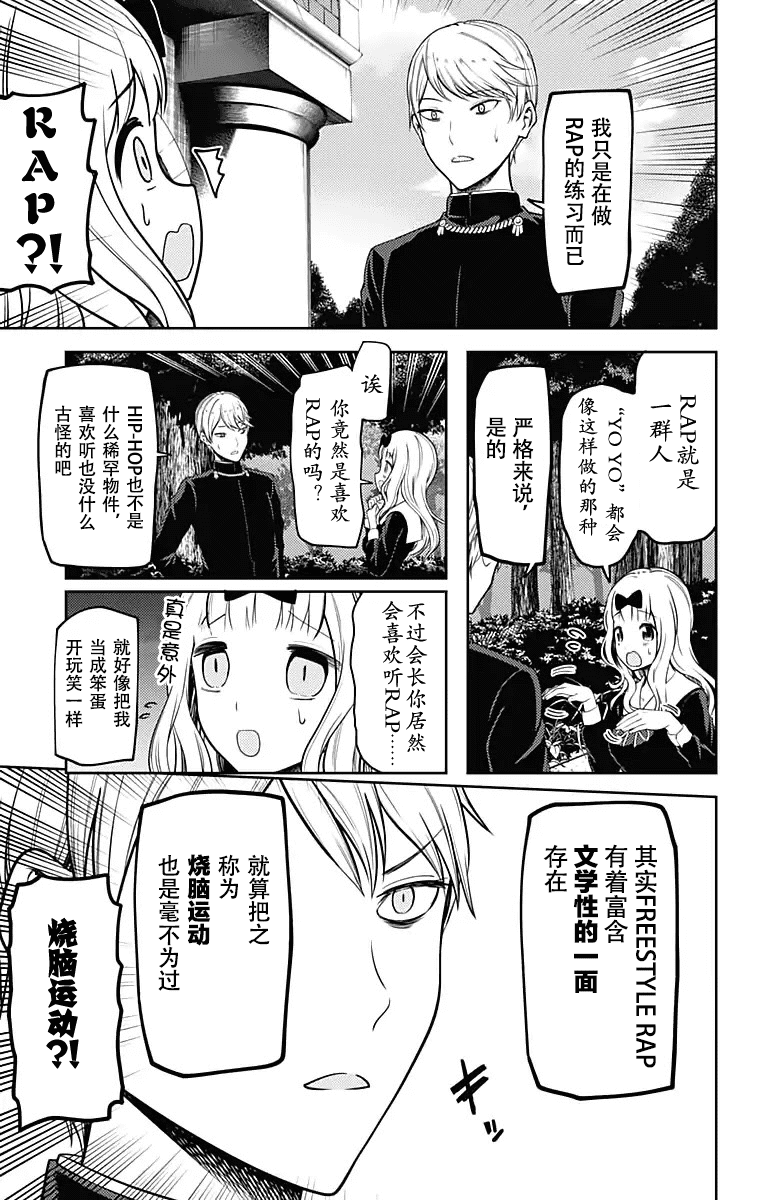 我只是在做
RAP的练习而已
RAP?!
RAP就是
一群人
“YO YO”都会
像这样做的那种
严格来说，
是的
诶
你竟然是喜欢
RAP的吗？
HIP-HOP也不是
什么稀罕物件，
喜欢听也没什么
古怪的吧
不过会长你居然
会喜欢听RAP……
真是意外
就好像把我
当成笨蛋
开玩笑一样
其实FREESTYLE RAP
有着富含
文学性的一面
存在
就算把之
称为
烧脑运动
也是毫不为过
烧脑运动?!